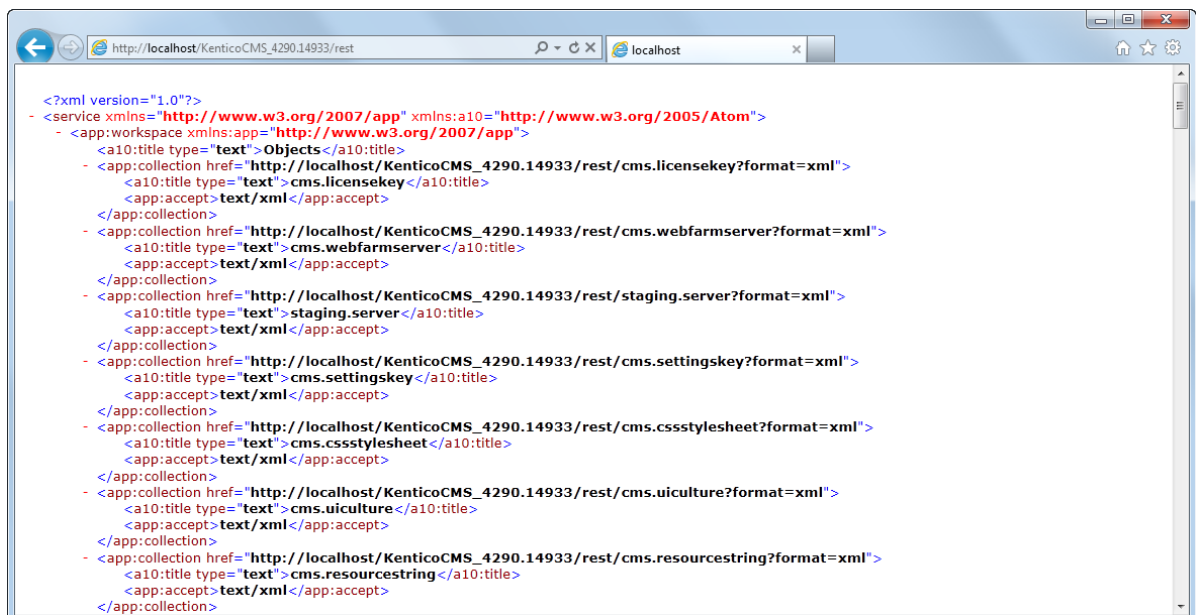 http://localhost/KenticoCMS_4290.14933/rest
localhost
<?xml version="1.0"?>
- <service xmlns="http://www.w3.org/2007/app" xmlns:a10="http://www.w3.org/2005/Atom">
- <app:workspace xmlns:app="http://www.w3.org/2007/app">
<a10:title type="text">Objects</a10:title>
- <app:collection href="http://localhost/KenticoCMS_4290.14933/rest/cms.licensekey?format=xml">
<a10:title type="text">cms.licensekey</a10:title>
<app:accept>text/xml</app:accept>
</app:collection>
- <app:collection href="http://localhost/KenticoCMS_4290.14933/rest/cms.webfarmserver?format=xml">
<a10:title type="text">cms.webfarmserver</a10:title>
<app:accept>text/xml</app:accept>
</app:collection>
- <app:collection href="http://localhost/KenticoCMS_4290.14933/rest/staging.server?format=xml">
<a10:title type="text">staging.server</a10:title>
<app:accept>text/xml</app:accept>
</app:collection>
- <app:collection href="http://localhost/KenticoCMS_4290.14933/rest/cms.settingskey?format=xml">
<a10:title type="text">cms.settingskey</a10:title>
<app:accept>text/xml</app:accept>
</app:collection>
- <app:collection href="http://localhost/KenticoCMS_4290.14933/rest/cms.cssstylesheet?format=xml">
<a10:title type="text">cms.cssstylesheet</a10:title>
<app:accept>text/xml</app:accept>
</app:collection>
- <app:collection href="http://localhost/KenticoCMS_4290.14933/rest/cms.uiculture?format=xml">
<a10:title type="text">cms.uiculture</a10:title>
<app:accept>text/xml</app:accept>
</app:collection>
- <app:collection href="http://localhost/KenticoCMS_4290.14933/rest/cms.resourcestring?format=xml">
<a10:title type="text">cms.resourcestring</a10:title>
<app:accept>text/xml</app:accept>
</app:collection>